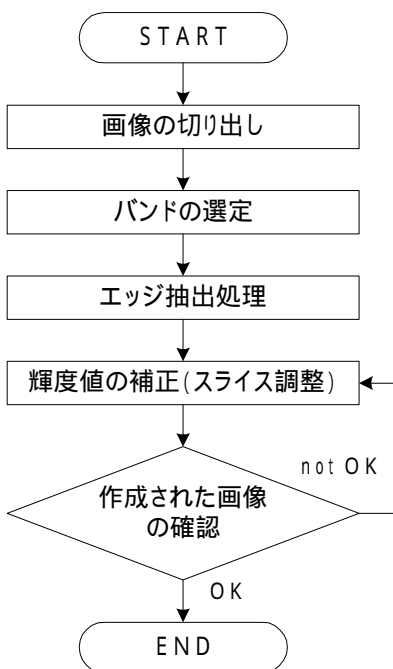 START
画像の切り出し
バンドの選定
エッジ抽出処理
輝度値の補正(スライス調整)
not OK
作成された画像
の確認
OK
END